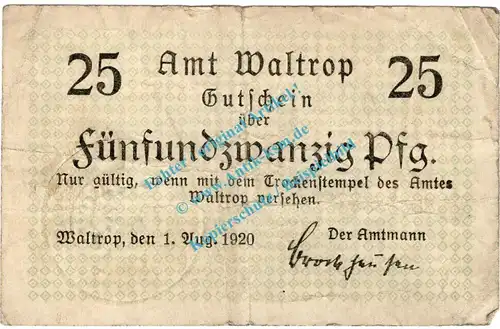 25 Amt Waltrop 25
Gutschein
über
Fünfundzwanzig Pfg.
Nur gültig, wenn mit dem Trockenstempel des Amtes
Waltrop versehen.
Waltrop, den 1. Aug. 1920 Der Amtmann
Brockhausen